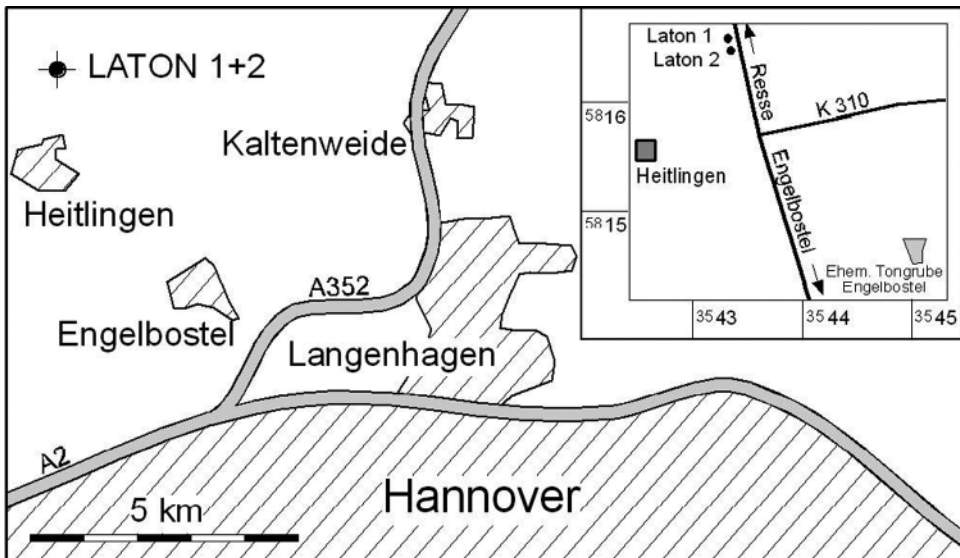 LATON 1+2
Kaltenweide
Heitlingen
A352
Engelbostel
Langenhagen
A2
Hannover
5 km
Laton 1
Laton 2
Resse
K 310
5816
Heitlingen
Engelbostel
5815
Ehem. Tongrube
Engelbostel
3543
3544
3545